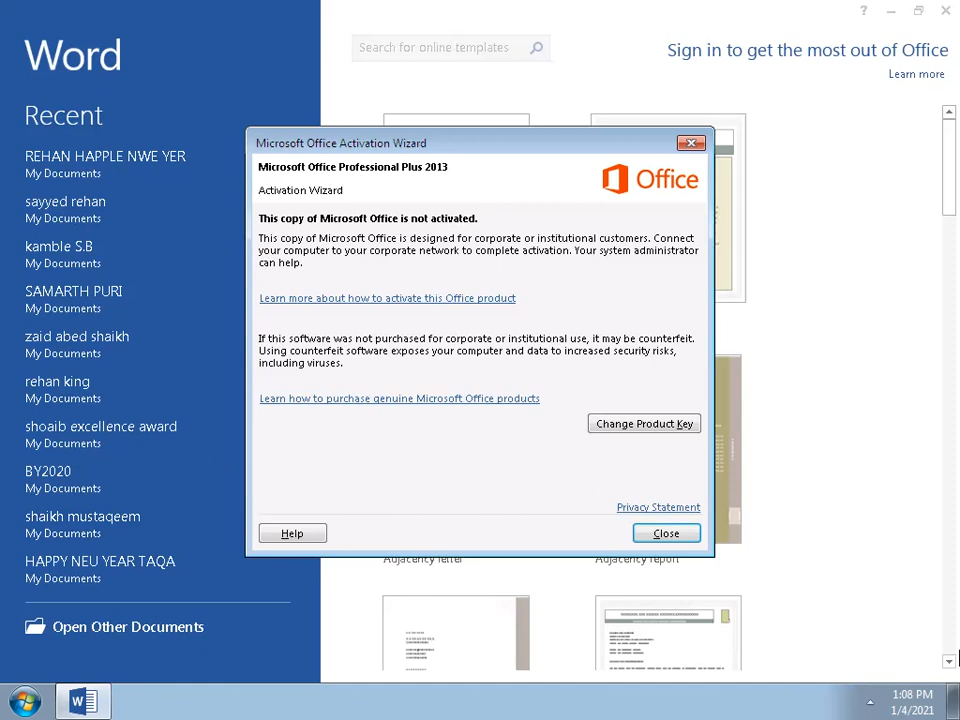 ?
Word
Search for online templates
Sign in to get the most out of Office
Learn more
Recent
REHAN HAPPLE NWE YER
My Documents
sayyed rehan
My Documents
kamble S.B
My Documents
SAMARTH PURI
My Documents
zaid abed shaikh
My Documents
rehan king
My Documents
shoaib excellence award
My Documents
BY2020
My Documents
shaikh mustaqeem
My Documents
HAPPY NEU YEAR TAQA
My Documents
Open Other Documents
Microsoft Office Activation Wizard
Microsoft Office Professional Plus 2013
Office
Activation Wizard
This copy of Microsoft Office is not activated.
This copy of Microsoft Office is designed for corporate or institutional customers. Connect
your computer to your corporate network to complete activation. Your system administrator
can help.
Learn more about how to activate this Office product
If this software was not purchased for corporate or institutional use, it may be counterfeit.
Using counterfeit software exposes your computer and data to increased security risks,
including viruses.
Learn how to purchase genuine Microsoft Office products
Change Product Key
Privacy Statement
Help
Close
Adjacency letter
Adjacency report
1:08 PM
1/4/2021